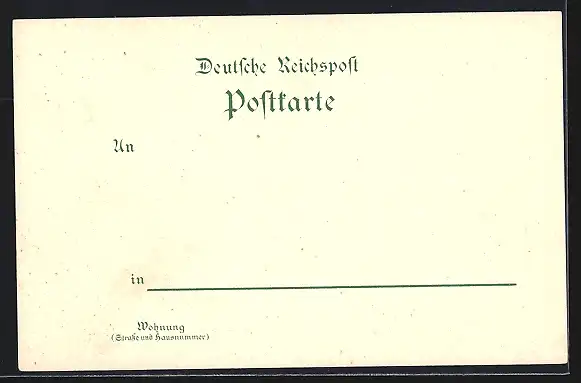 Deutsche Reichspost
Postkarte
An
in
Wohnung
(Straße und Hausnummer)